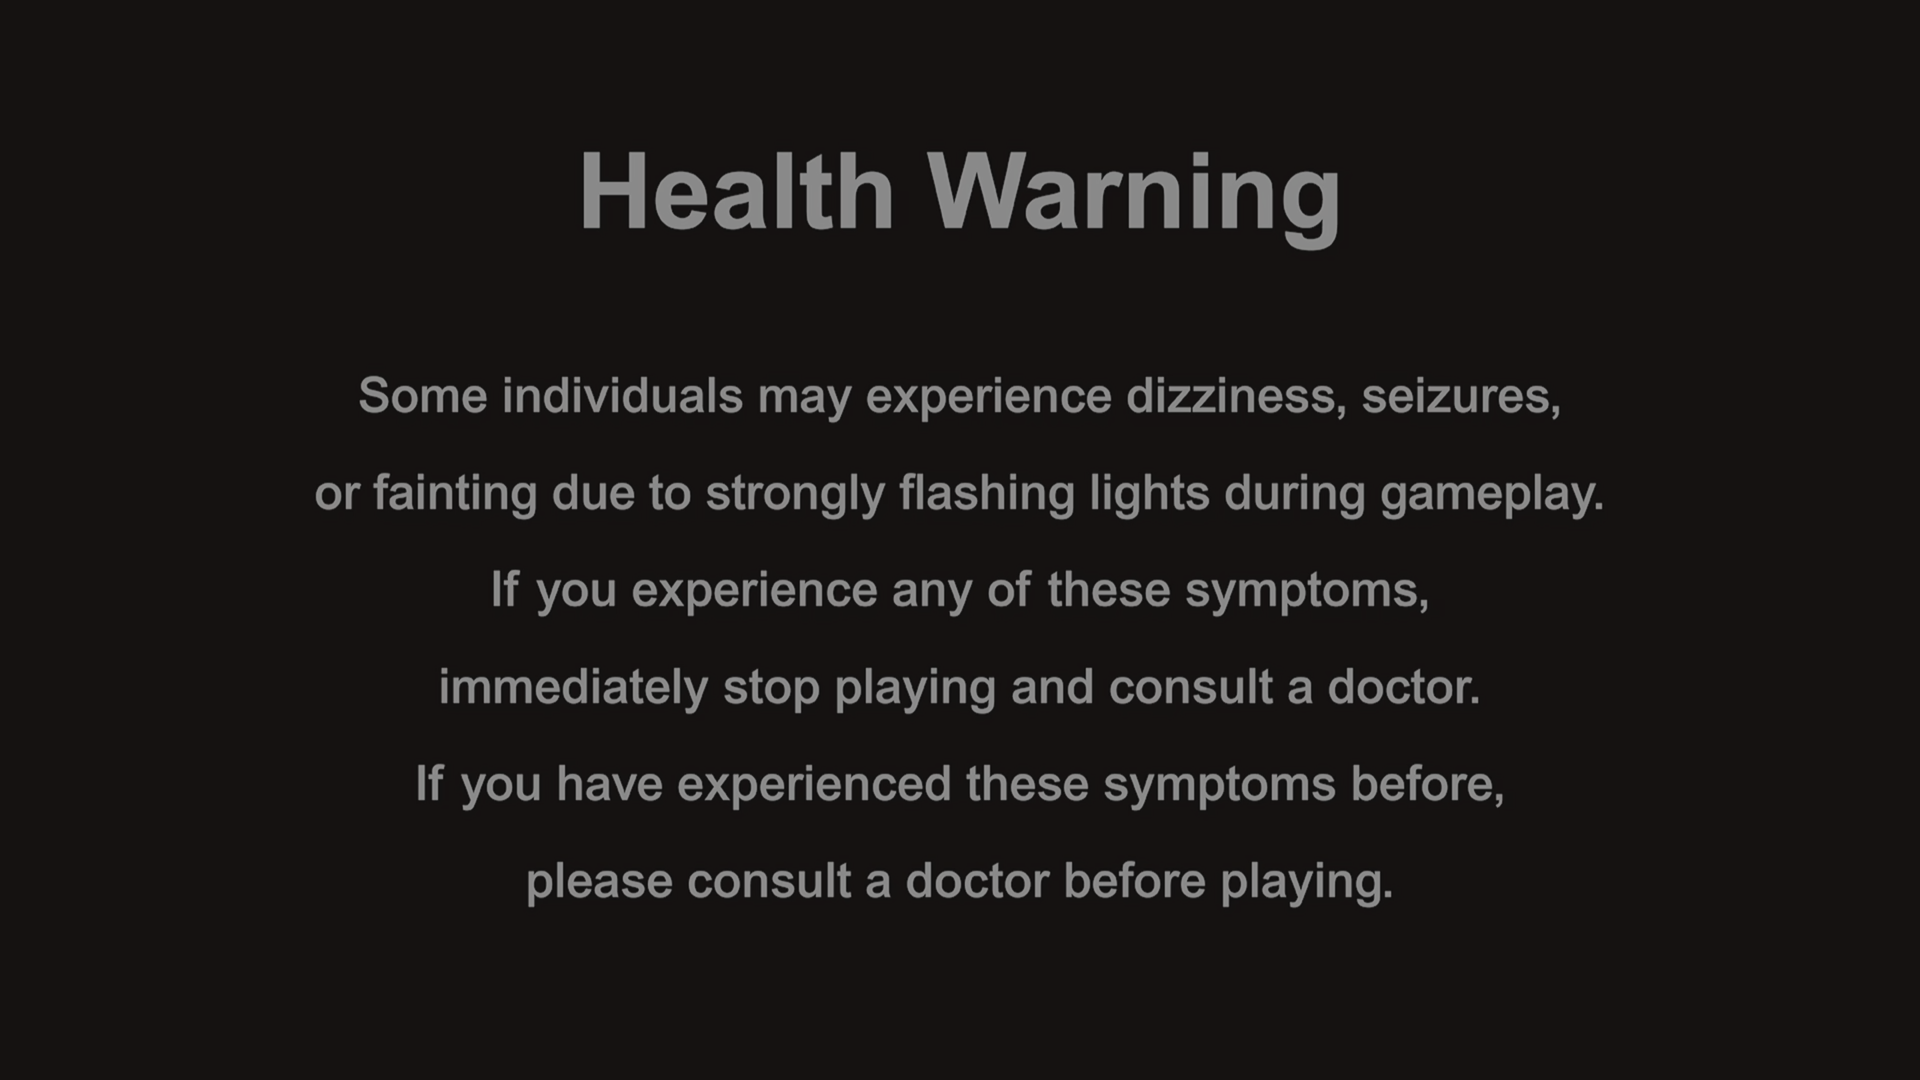 Health Warning
Some individuals may experience dizziness, seizures,
or fainting due to strongly flashing lights during gameplay.
If you experience any of these symptoms,
immediately stop playing and consult a doctor.
If you have experienced these symptoms before,
please consult a doctor before playing.